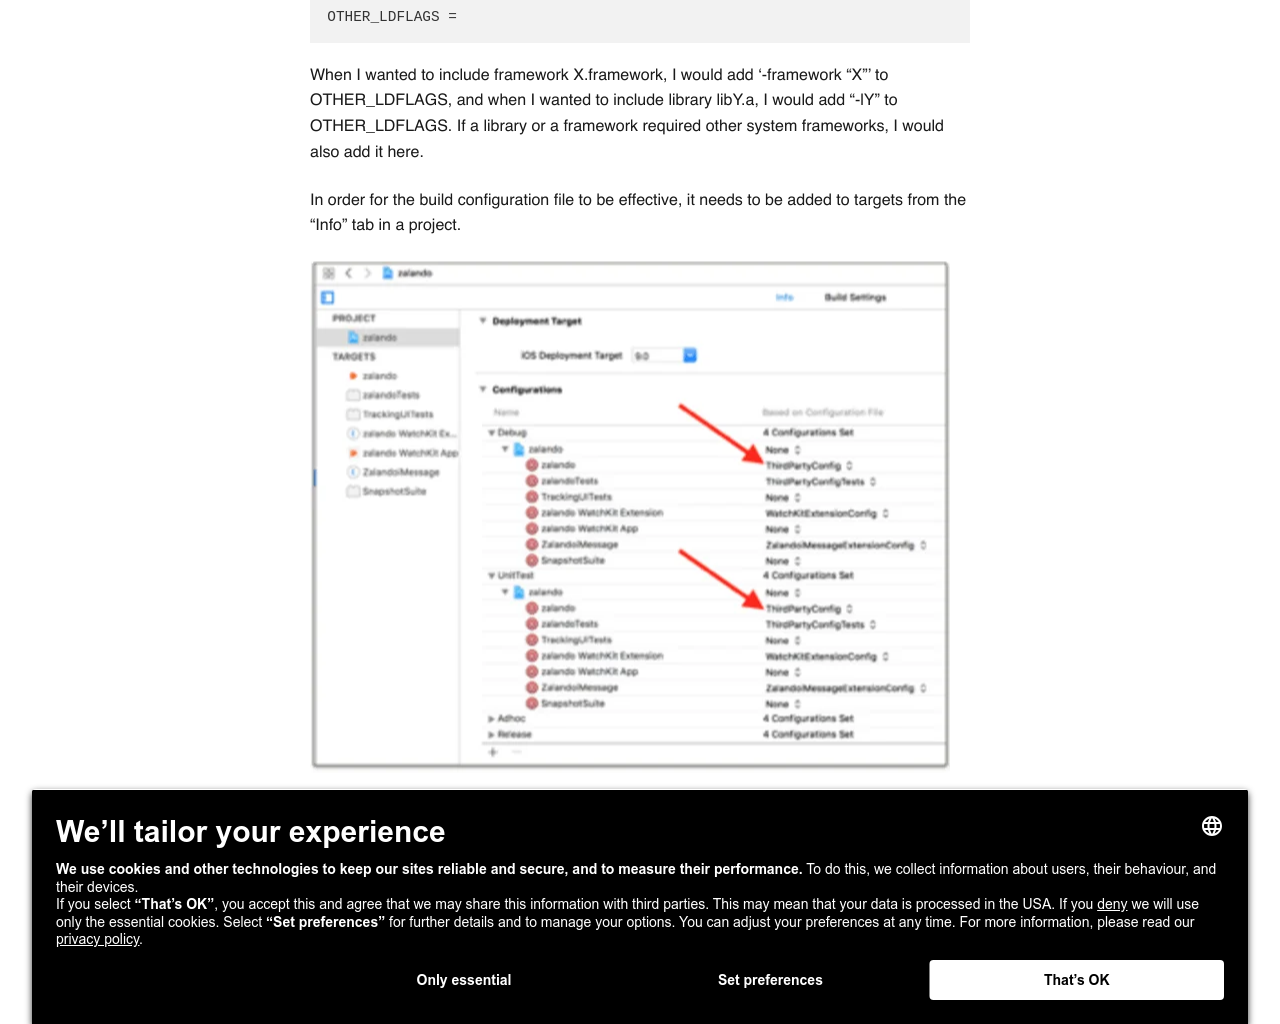 OTHER_LDFLAGS =
When I wanted to include framework X.framework, I would add ‘-framework “X”’ to
OTHER_LDFLAGS, and when I wanted to include library libY.a, I would add “-lY” to
OTHER_LDFLAGS. If a library or a framework required other system frameworks, I would
also add it here.
In order for the build configuration file to be effective, it needs to be added to targets from the
“Info” tab in a project.
zalando
Info Build Settings
PROJECT
zalando
TARGETS
zalando
zalandoTests
TrackingUITests
zalando WatchKit Ex...
zalando WatchKit App
ZalandoiMessage
SnapshotSuite
Deployment Target
iOS Deployment Target 9.0
Configurations
Name Based on Configuration File
Debug 4 Configurations Set
zalando None
zalando ThirdPartyConfig
zalandoTests ThirdPartyConfigTests
TrackingUITests None
zalando WatchKit Extension WatchKitExtensionConfig
zalando WatchKit App None
ZalandoiMessage ZalandoiMessageExtensionConfig
SnapshotSuite None
UnitTest 4 Configurations Set
zalando None
zalando ThirdPartyConfig
zalandoTests ThirdPartyConfigTests
TrackingUITests None
zalando WatchKit Extension WatchKitExtensionConfig
zalando WatchKit App None
ZalandoiMessage ZalandoiMessageExtensionConfig
SnapshotSuite None
Adhoc 4 Configurations Set
Release 4 Configurations Set
We’ll tailor your experience
We use cookies and other technologies to keep our sites reliable and secure, and to measure their performance. To do this, we collect information about users, their behaviour, and
their devices.
If you select “That’s OK”, you accept this and agree that we may share this information with third parties. This may mean that your data is processed in the USA. If you deny we will use
only the essential cookies. Select “Set preferences” for further details and to manage your options. You can adjust your preferences at any time. For more information, please read our
privacy policy.
Only essential Set preferences That’s OK